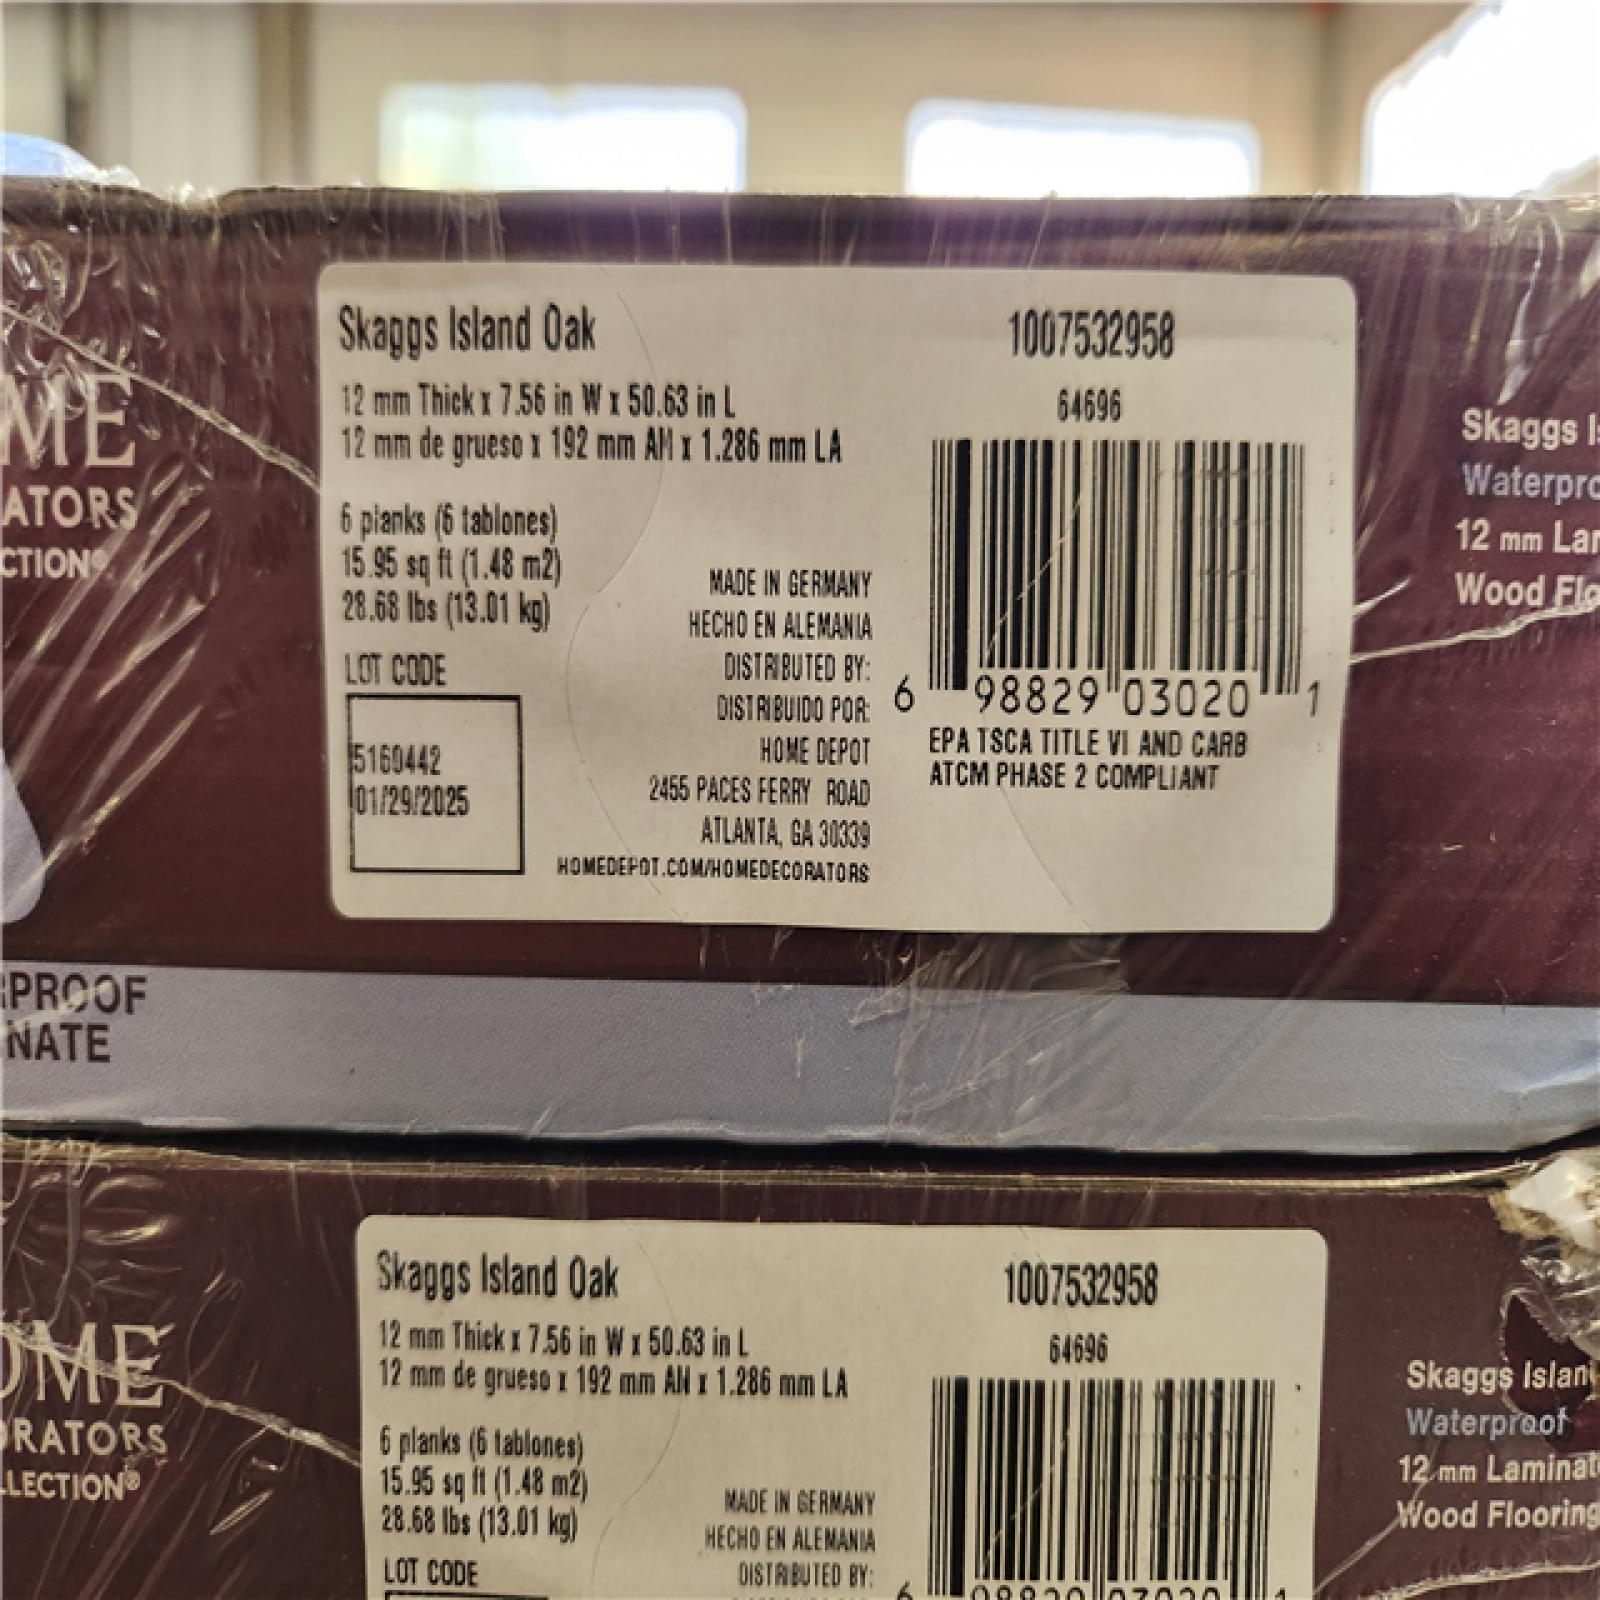 Skaggs Island Oak
12 mm Thick x 7.56 in W x 50.63 in L
12 mm de grueso x 192 mm AN x 1.286 mm LA
6 planks (6 tablones)
15.95 sq ft (1.48 m2)
28.68 lbs (13.01 kg)
LOT CODE
5160442
01/29/2025
MADE IN GERMANY
HECHO EN ALEMANIA
DISTRIBUTED BY:
DISTRIBUIDO POR:
HOME DEPOT
2455 PACES FERRY ROAD
ATLANTA, GA 30339
HOMEDEPOT.COM/HOMEDECORATORS
1007532958
64696
6 98829 03020 1
EPA TSCA TITLE VI AND CARB
ATCM PHASE 2 COMPLIANT
OME
ATORS
CTION®
RPROOF
NATE
Skaggs Is
Waterpro
12 mm Lam
Wood Flo
Skaggs Island Oak
12 mm Thick x 7.56 in W x 50.63 in L
12 mm de grueso x 192 mm AN x 1.286 mm LA
6 planks (6 tablones)
15.95 sq ft (1.48 m2)
28.68 lbs (13.01 kg)
LOT CODE
MADE IN GERMANY
HECHO EN ALEMANIA
DISTRIBUTED BY:
1007532958
64696
6 98829 03020 1
OME
ORATORS
LLECTION®
Skaggs Islan
Waterproof
12 mm Laminat
Wood Flooring